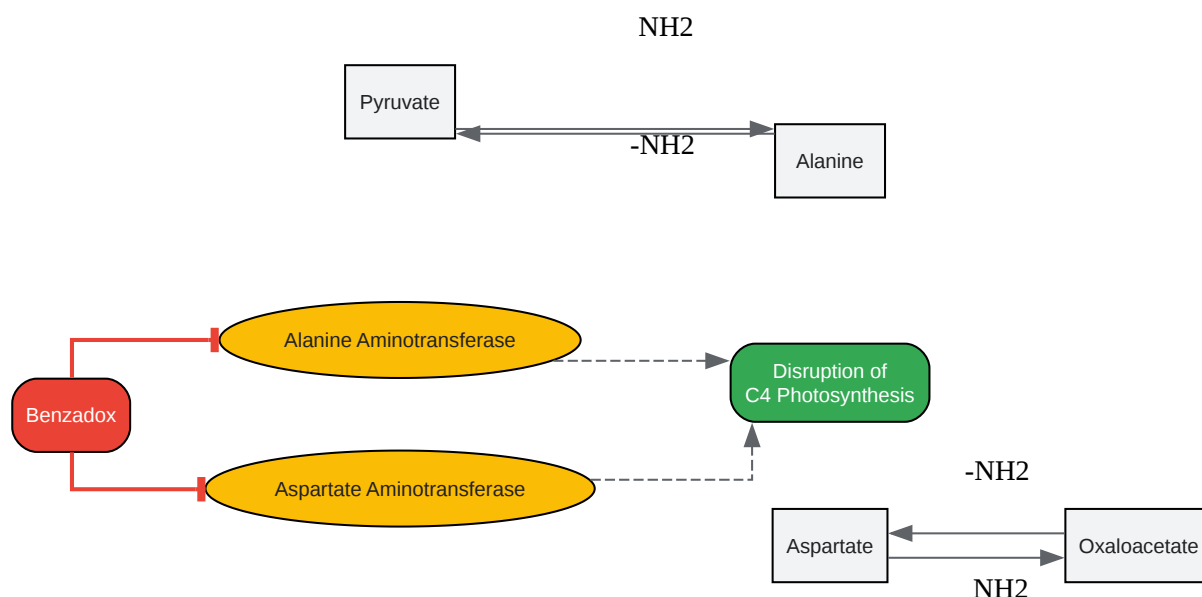 NH2
Pyruvate
-NH2
Alanine
Alanine Aminotransferase
Disruption of
C4 Photosynthesis
Benzadox
Aspartate Aminotransferase
-NH2
Aspartate
Oxaloacetate
NH2